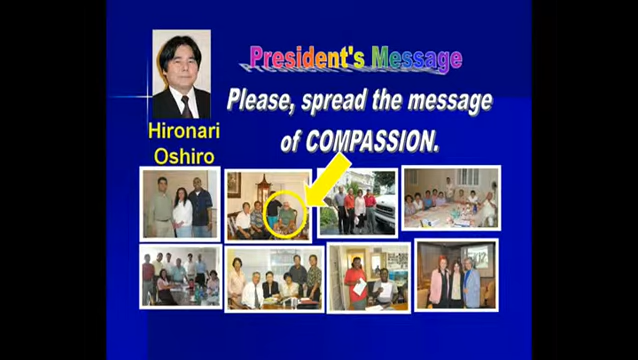 President's Message
Please, spread the message
of COMPASSION.
Hironari
Oshiro